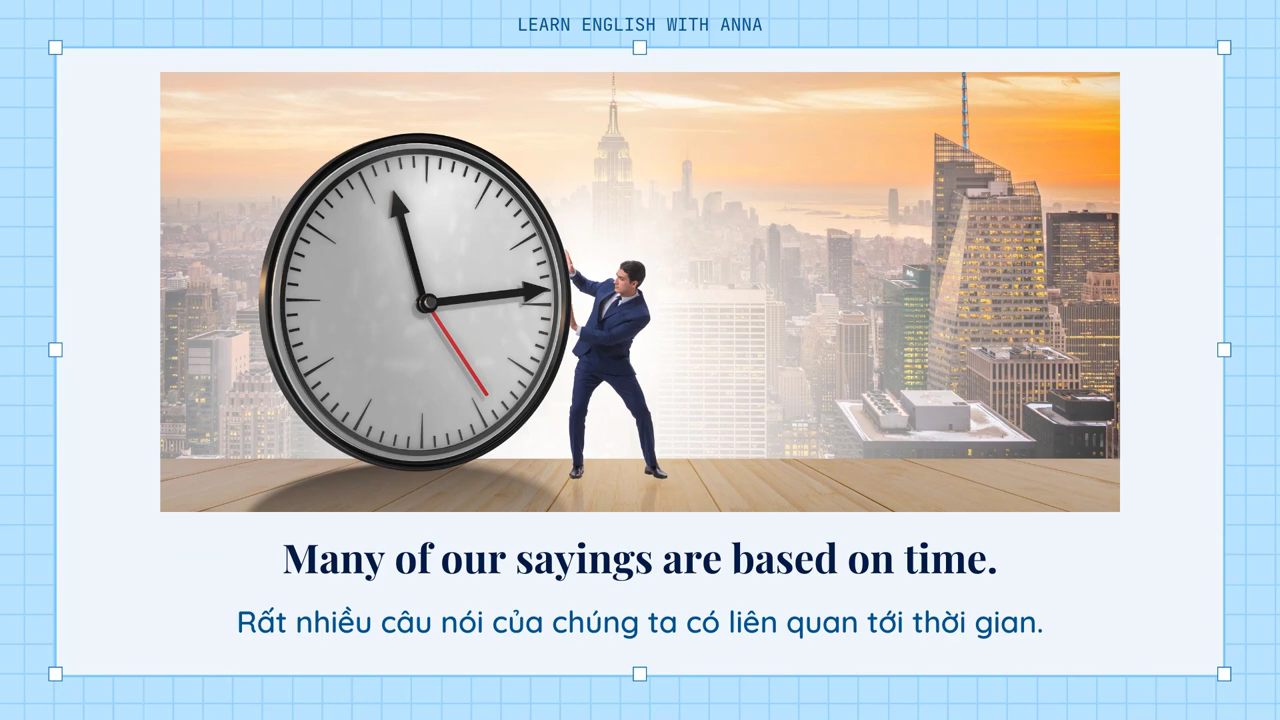 LEARN ENGLISH WITH ANNA
Many of our sayings are based on time.
Rất nhiều câu nói của chúng ta có liên quan tới thời gian.